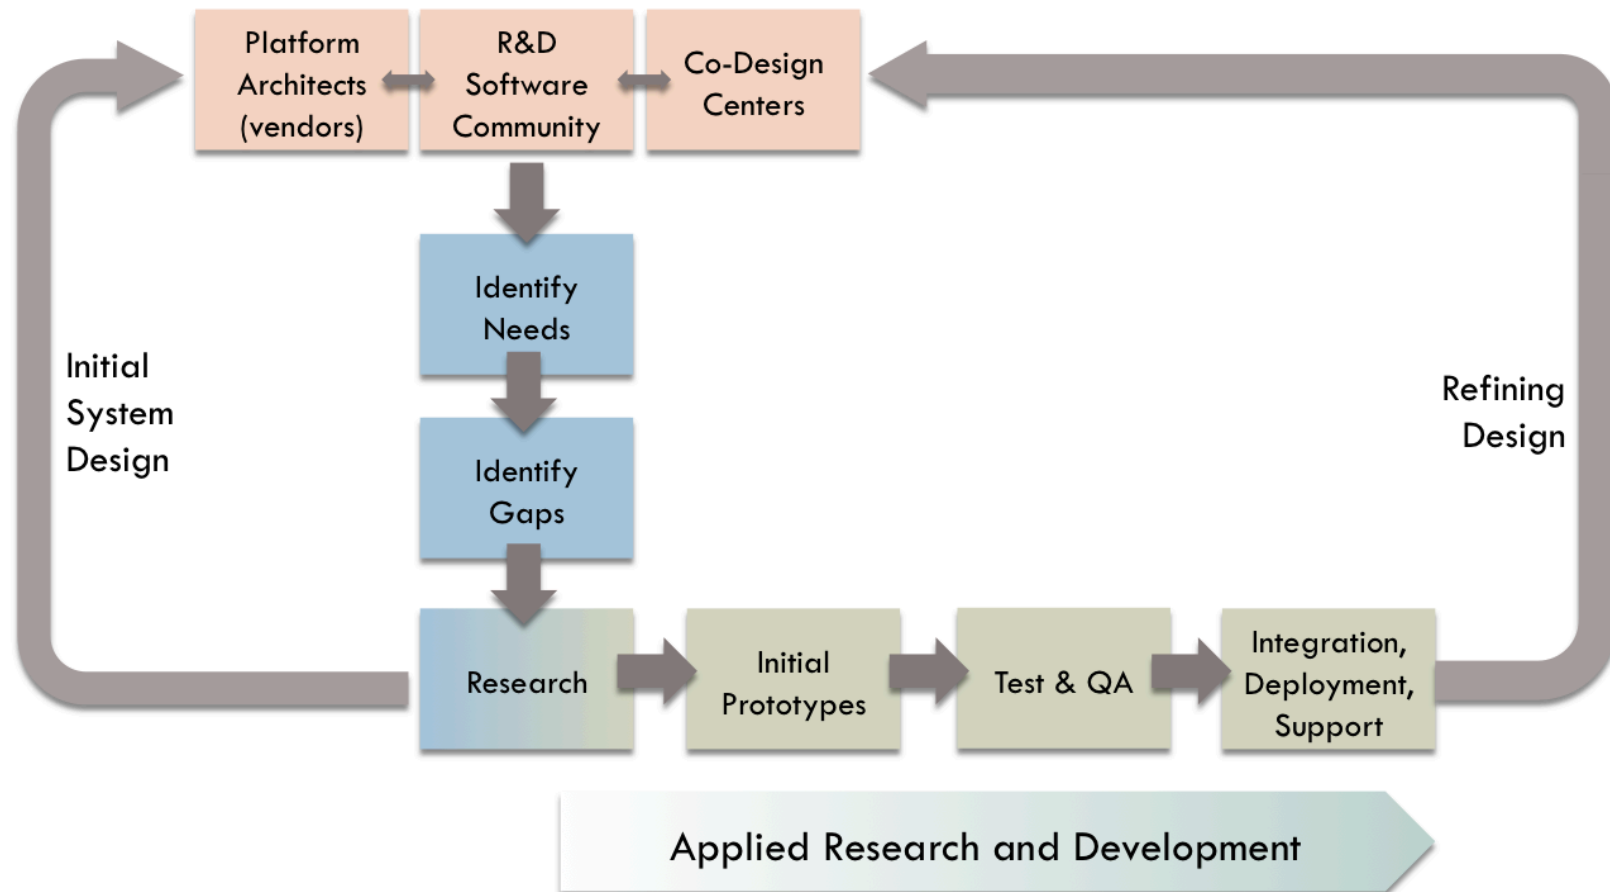 Platform
Architects
(vendors)
R&D
Software
Community
Co-Design
Centers
Identify
Needs
Initial
System
Design
Refining
Design
Identify
Gaps
Research
Initial
Prototypes
Test & QA
Integration,
Deployment,
Support
Applied Research and Development